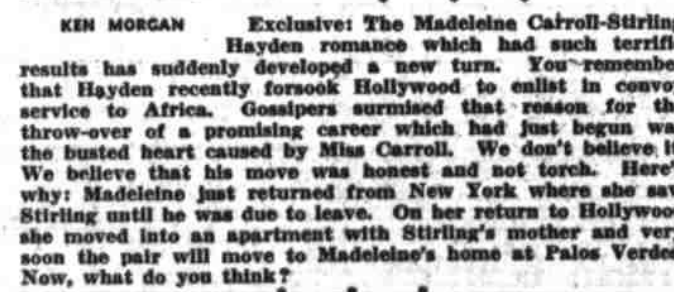 KEN MORGAN Exclusive: The Madeleine Carroll-Stirlin
Hayden romance which had such terrifi
results has suddenly developed a new turn. You remembe
that Hayden recently forsook Hollywood to enlist in convo
service to Africa. Gossipers surmised that reason for th
throw-over of a promising career which had just begun wa
the busted heart caused by Miss Carroll. We don't believe i
We believe that his move was honest and not torch. Here'
why: Madeleine just returned from New York where she sa
Stirling until he was due to leave. On her return to Hollywoo
she moved into an apartment with Stirling's mother and ver
soon the pair will move to Madeleine's home at Palos Verde
Now, what do you think?